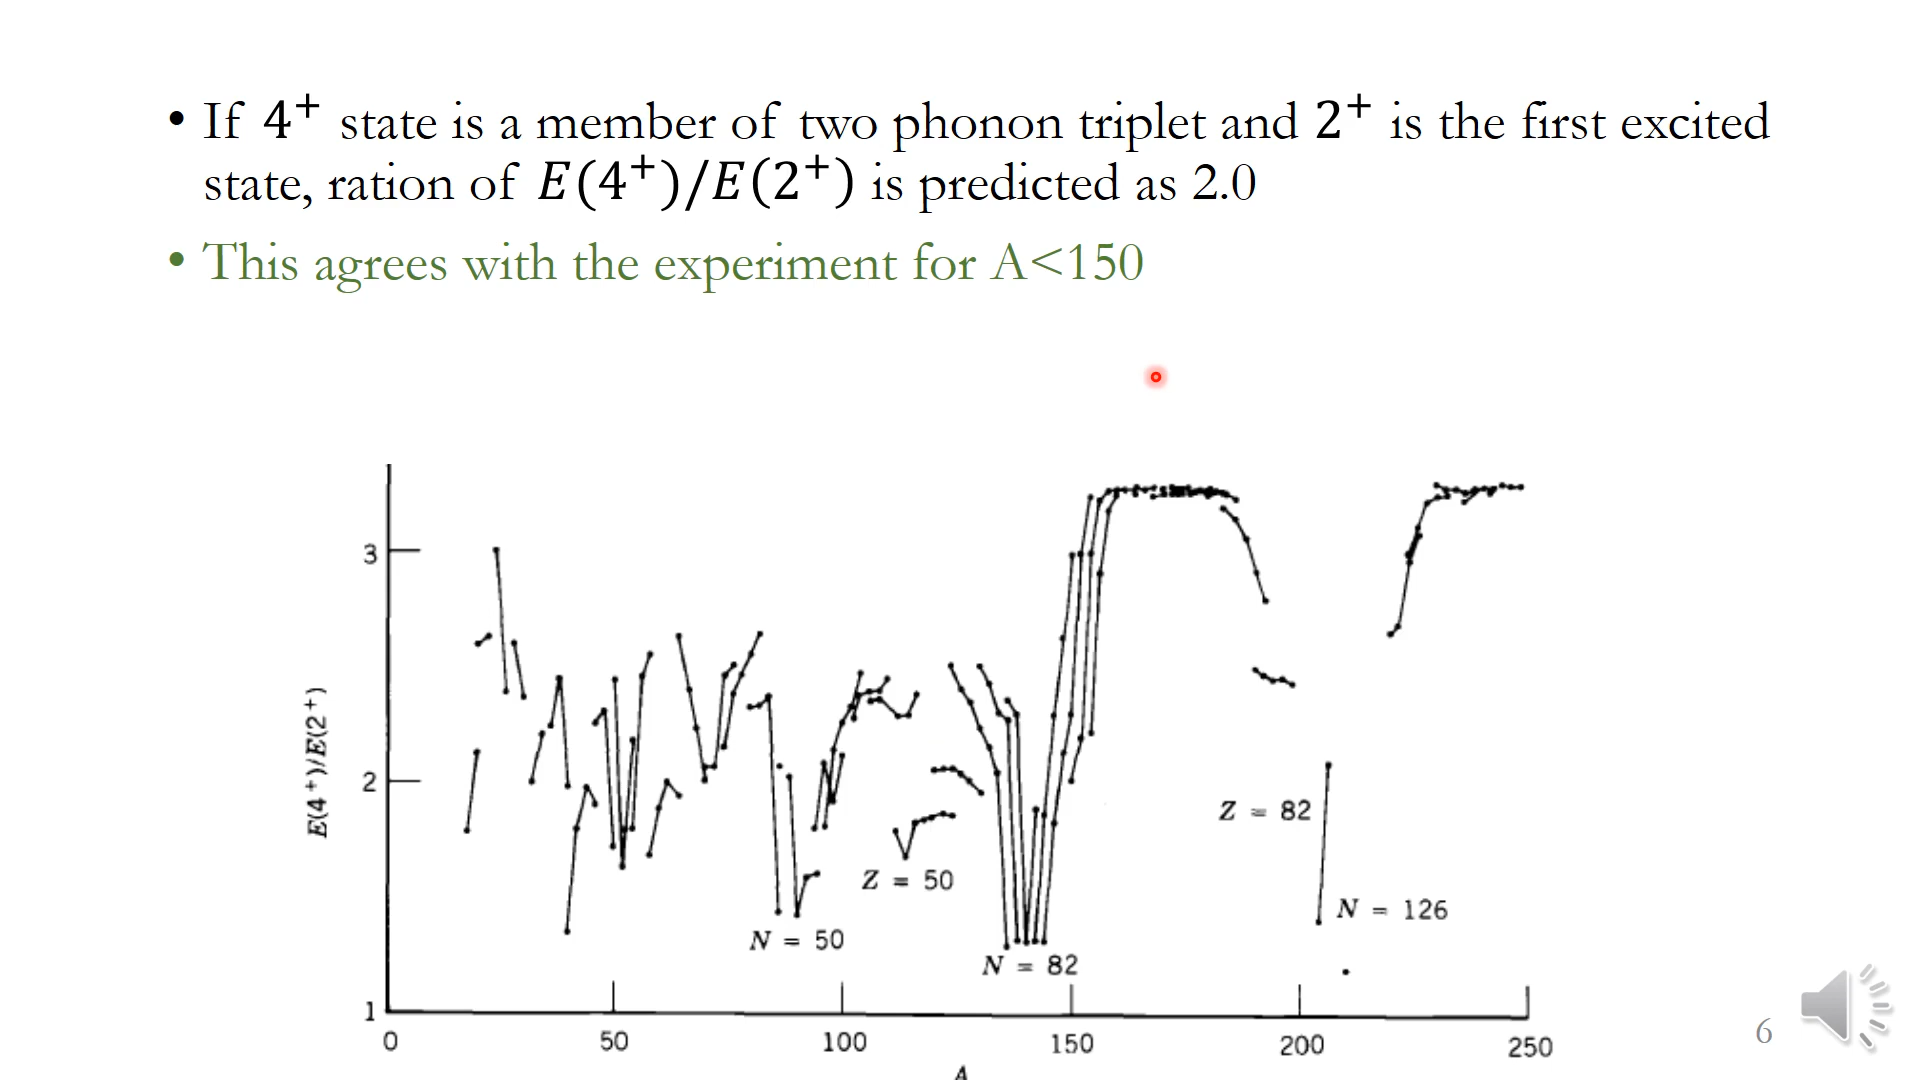 • If 4⁺ state is a member of two phonon triplet and 2⁺ is the first excited
state, ration of E(4⁺)/E(2⁺) is predicted as 2.0
• This agrees with the experiment for A<150
3
2
1
E(4⁺)/E(2⁺)
Z = 82
Z = 50
N = 126
N = 50
N = 82
0 50 100 150 200 250
A
6